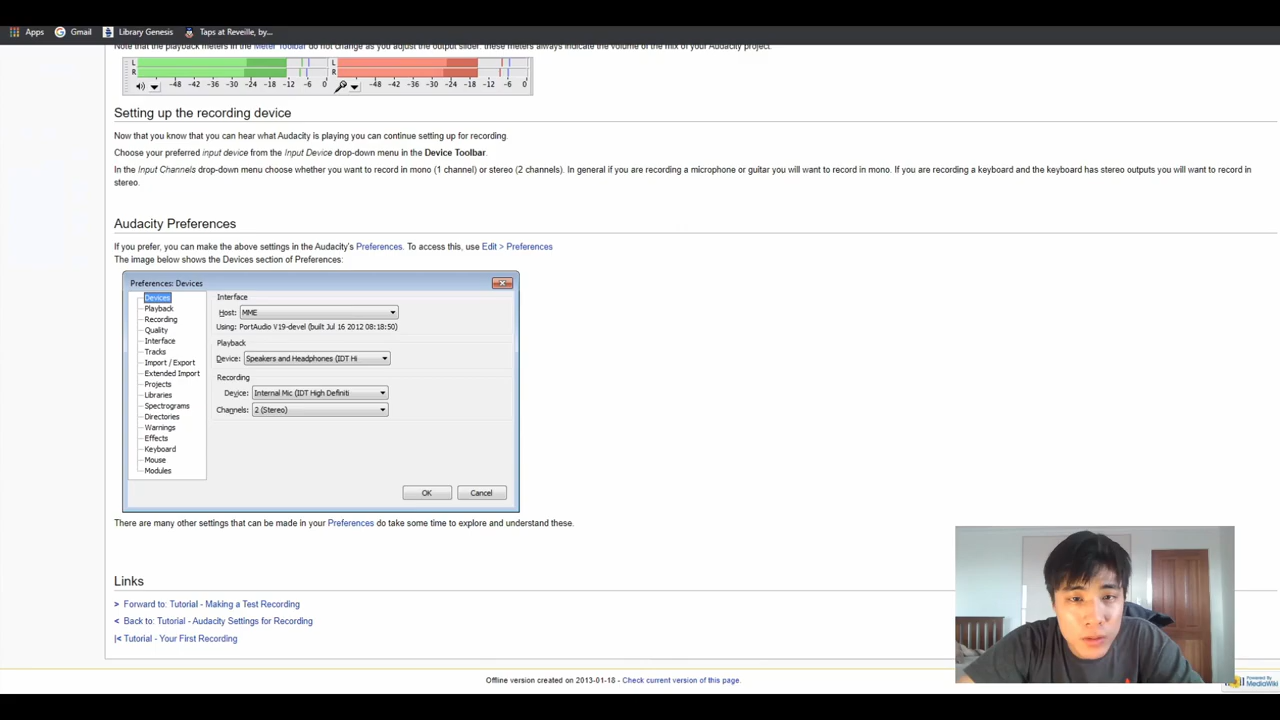 Apps Gmail Library Genesis Taps at Reveille, by...
Note that the playback meters in the Meter Toolbar do not change as you adjust the output slider: these meters always indicate the volume of the mix of your Audacity project.
L L
R R
-48 -42 -36 -30 -24 -18 -12 -6 0 -48 -42 -36 -30 -24 -18 -12 -6 0
Setting up the recording device
Now that you know that you can hear what Audacity is playing you can continue setting up for recording.
Choose your preferred input device from the Input Device drop-down menu in the Device Toolbar.
In the Input Channels drop-down menu choose whether you want to record in mono (1 channel) or stereo (2 channels). In general if you are recording a microphone or guitar you will want to record in mono. If you are recording a keyboard and the keyboard has stereo outputs you will want to record in
stereo.
Audacity Preferences
If you prefer, you can make the above settings in the Audacity's Preferences. To access this, use Edit > Preferences
The image below shows the Devices section of Preferences:
Preferences: Devices
Devices
Playback
Recording
Quality
Interface
Tracks
Import / Export
Extended Import
Projects
Libraries
Spectrograms
Directories
Warnings
Effects
Keyboard
Mouse
Modules
Interface
Host: MME
Using: PortAudio V19-devel (built Jul 16 2012 08:18:50)
Playback
Device: Speakers and Headphones (IDT Hi
Recording
Device: Internal Mic (IDT High Definiti
Channels: 2 (Stereo)
OK Cancel
There are many other settings that can be made in your Preferences do take some time to explore and understand these.
Links
> Forward to: Tutorial - Making a Test Recording
< Back to: Tutorial - Audacity Settings for Recording
|< Tutorial - Your First Recording
Offline version created on 2013-01-18 - Check current version of this page.
Powered By
MediaWiki